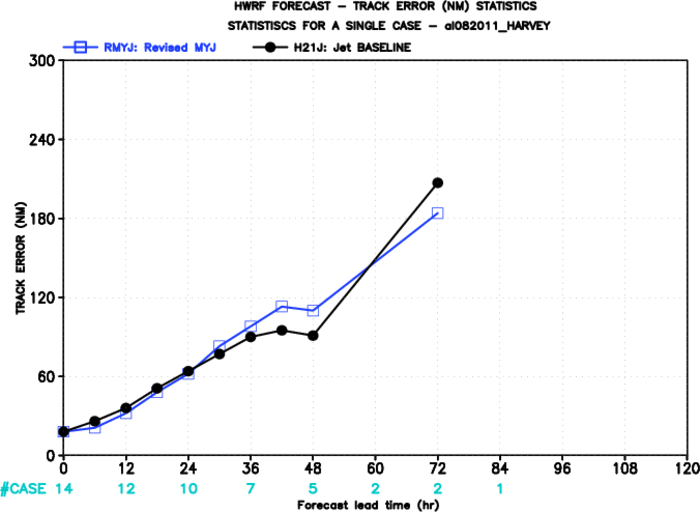 HWRF FORECAST – TRACK ERROR (NM) STATISTICS
STATISTISCS FOR A SINGLE CASE – al082011_HARVEY
RMYJ: Revised MYJ H21J: Jet BASELINE
300
240
180
120
60
0
TRACK ERROR (NM)
0 12 24 36 48 60 72 84 96 108 120
#CASE 14 12 10 7 5 2 2 1
Forecast lead time (hr)